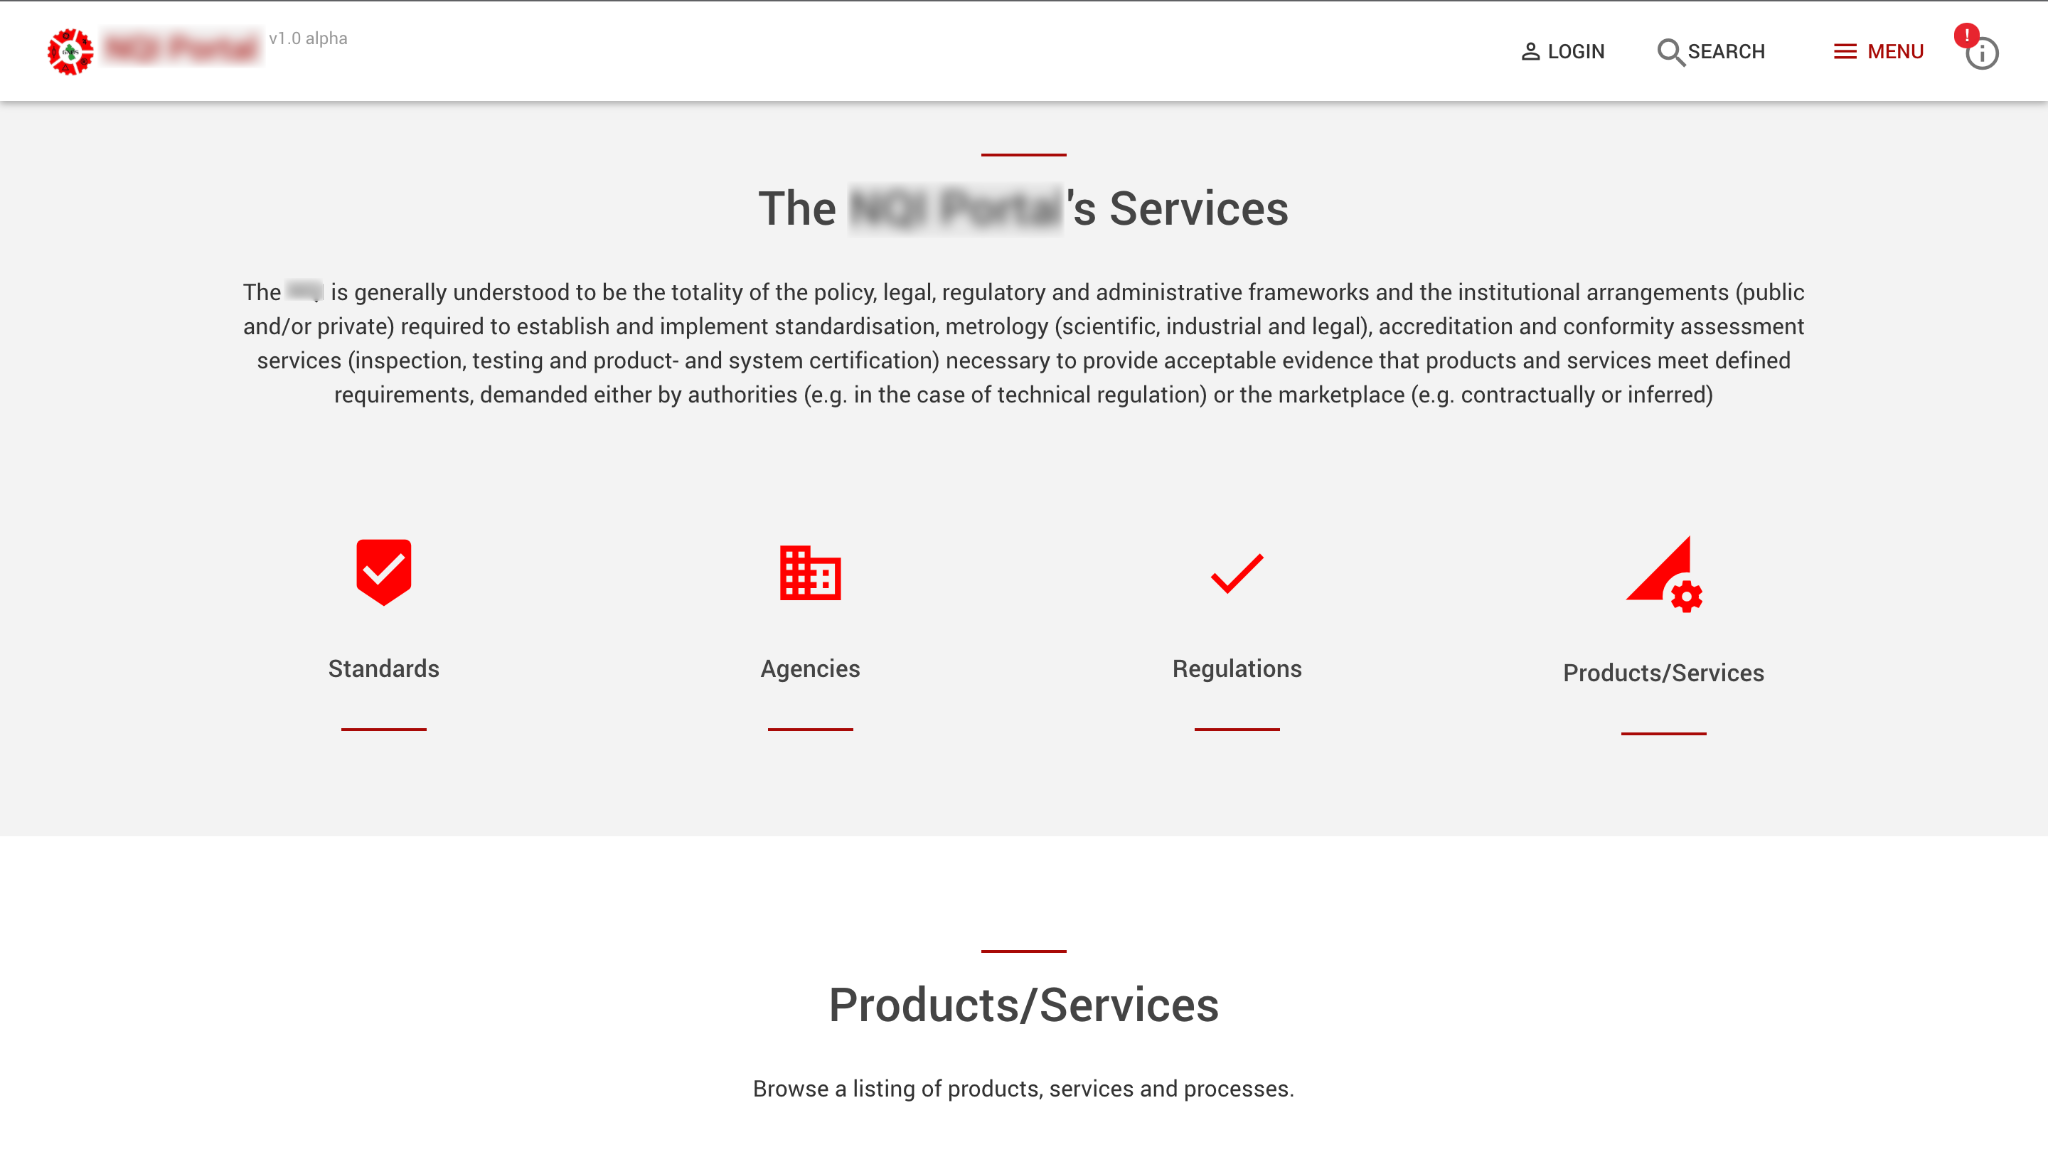 v1.0 alpha
LOGIN
SEARCH
MENU
The NQI Portal's Services
The is generally understood to be the totality of the policy, legal, regulatory and administrative frameworks and the institutional arrangements (public
and/or private) required to establish and implement standardisation, metrology (scientific, industrial and legal), accreditation and conformity assessment
services (inspection, testing and product- and system certification) necessary to provide acceptable evidence that products and services meet defined
requirements, demanded either by authorities (e.g. in the case of technical regulation) or the marketplace (e.g. contractually or inferred)
Standards
Agencies
Regulations
Products/Services
Products/Services
Browse a listing of products, services and processes.